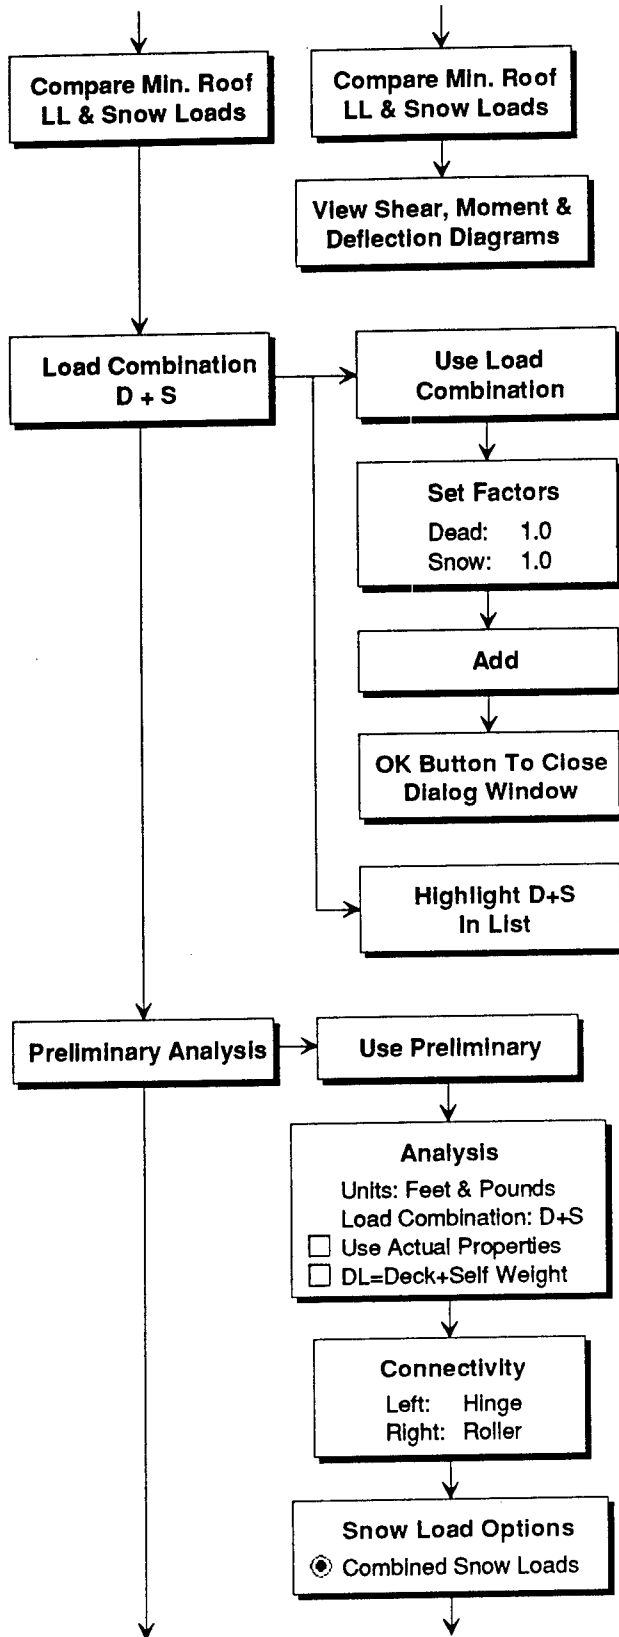 Compare Min. Roof
LL & Snow Loads
Compare Min. Roof
LL & Snow Loads
View Shear, Moment &
Deflection Diagrams
Load Combination
D + S
Use Load
Combination
Set Factors
Dead: 1.0
Snow: 1.0
Add
OK Button To Close
Dialog Window
Highlight D+S
In List
Preliminary Analysis
Use Preliminary
Analysis
Units: Feet & Pounds
Load Combination: D+S
Use Actual Properties
DL=Deck+Self Weight
Connectivity
Left: Hinge
Right: Roller
Snow Load Options
Combined Snow Loads